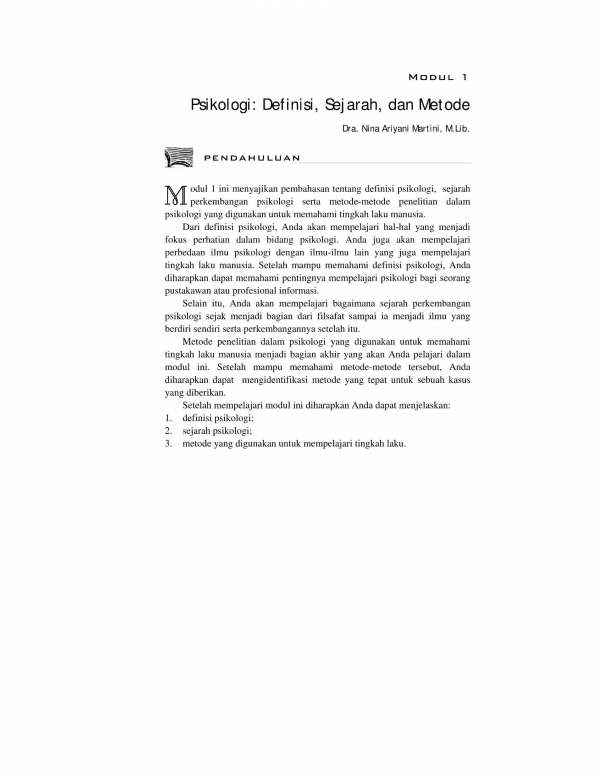 Modul 1
Psikologi: Definisi, Sejarah, dan Metode
Dra. Nina Ariyani Martini, M.Lib.
PENDAHULUAN
Modul 1 ini menyajikan pembahasan tentang definisi psikologi, sejarah
perkembangan psikologi serta metode-metode penelitian dalam
psikologi yang digunakan untuk memahami tingkah laku manusia.
Dari definisi psikologi, Anda akan mempelajari hal-hal yang menjadi
fokus perhatian dalam bidang psikologi. Anda juga akan mempelajari
perbedaan ilmu psikologi dengan ilmu-ilmu lain yang juga mempelajari
tingkah laku manusia. Setelah mampu memahami definisi psikologi, Anda
diharapkan dapat memahami pentingnya mempelajari psikologi bagi seorang
pustakawan atau profesional informasi.
Selain itu, Anda akan mempelajari bagaimana sejarah perkembangan
psikologi sejak menjadi bagian dari filsafat sampai ia menjadi ilmu yang
berdiri sendiri serta perkembangannya setelah itu.
Metode penelitian dalam psikologi yang digunakan untuk memahami
tingkah laku manusia menjadi bagian akhir yang akan Anda pelajari dalam
modul ini. Setelah mampu memahami metode-metode tersebut, Anda
diharapkan dapat mengidentifikasi metode yang tepat untuk sebuah kasus
yang diberikan.
Setelah mempelajari modul ini diharapkan Anda dapat menjelaskan:
1. definisi psikologi;
2. sejarah psikologi;
3. metode yang digunakan untuk mempelajari tingkah laku.